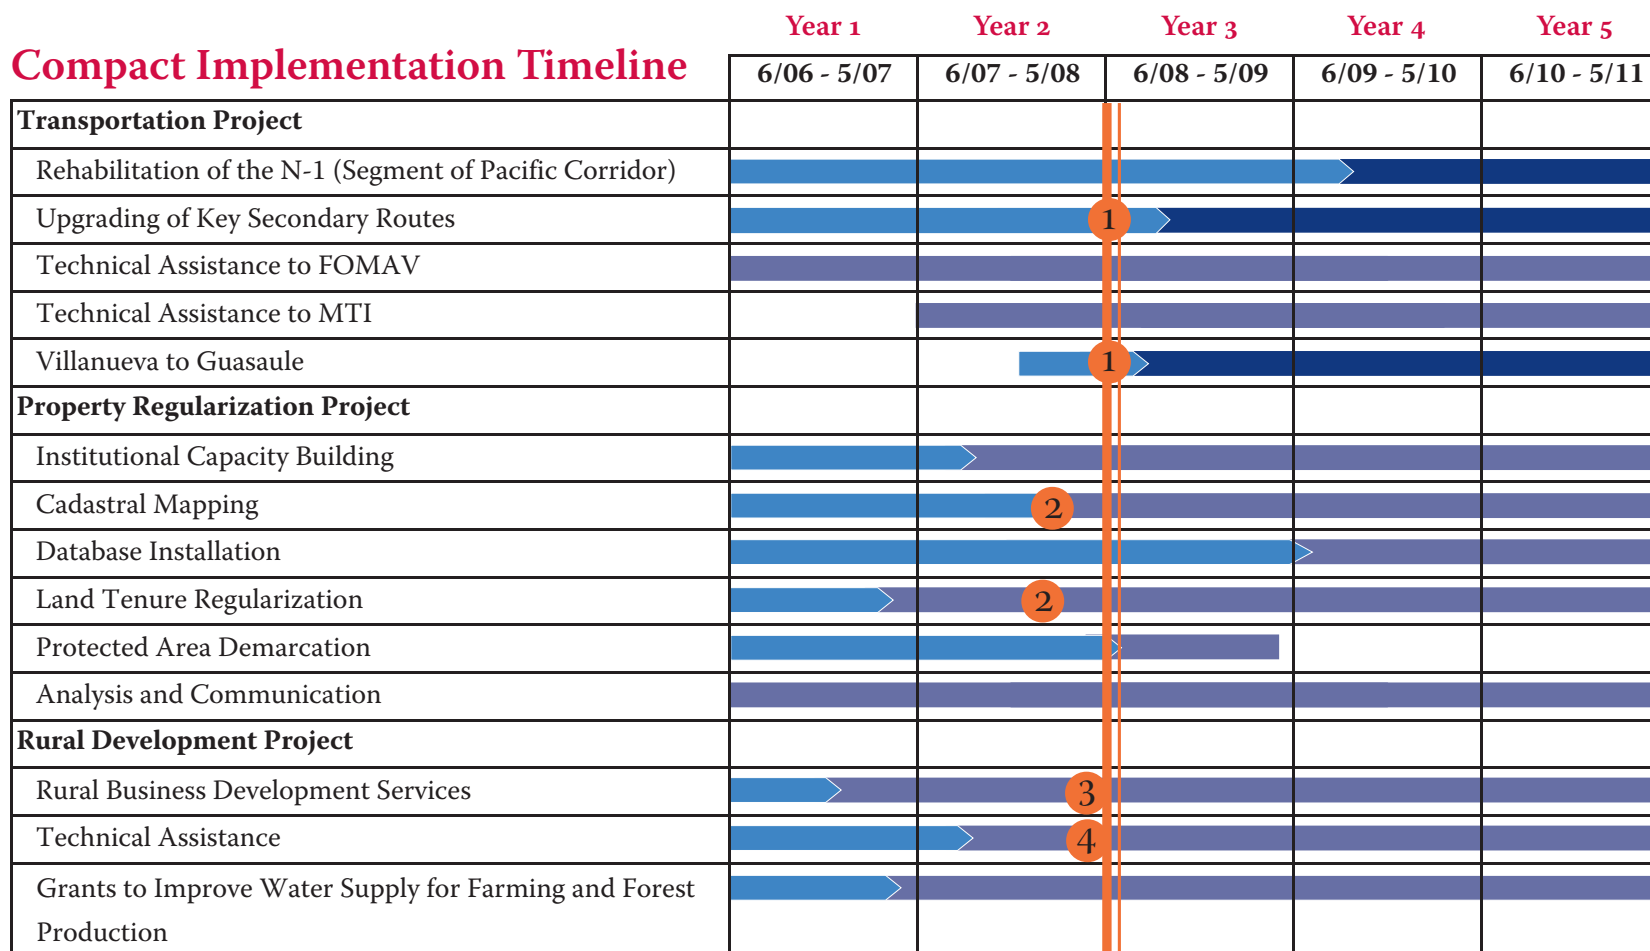 Year 1 Year 2 Year 3 Year 4 Year 5
Compact Implementation Timeline
6/06 - 5/07 6/07 - 5/08 6/08 - 5/09 6/09 - 5/10 6/10 - 5/11
Transportation Project
Rehabilitation of the N-1 (Segment of Pacific Corridor)
Upgrading of Key Secondary Routes 1
Technical Assistance to FOMAV
Technical Assistance to MTI
Villanueva to Guasaule 1
Property Regularization Project
Institutional Capacity Building
Cadastral Mapping 2
Database Installation
Land Tenure Regularization 2
Protected Area Demarcation
Analysis and Communication
Rural Development Project
Rural Business Development Services 3
Technical Assistance 4
Grants to Improve Water Supply for Farming and Forest
Production